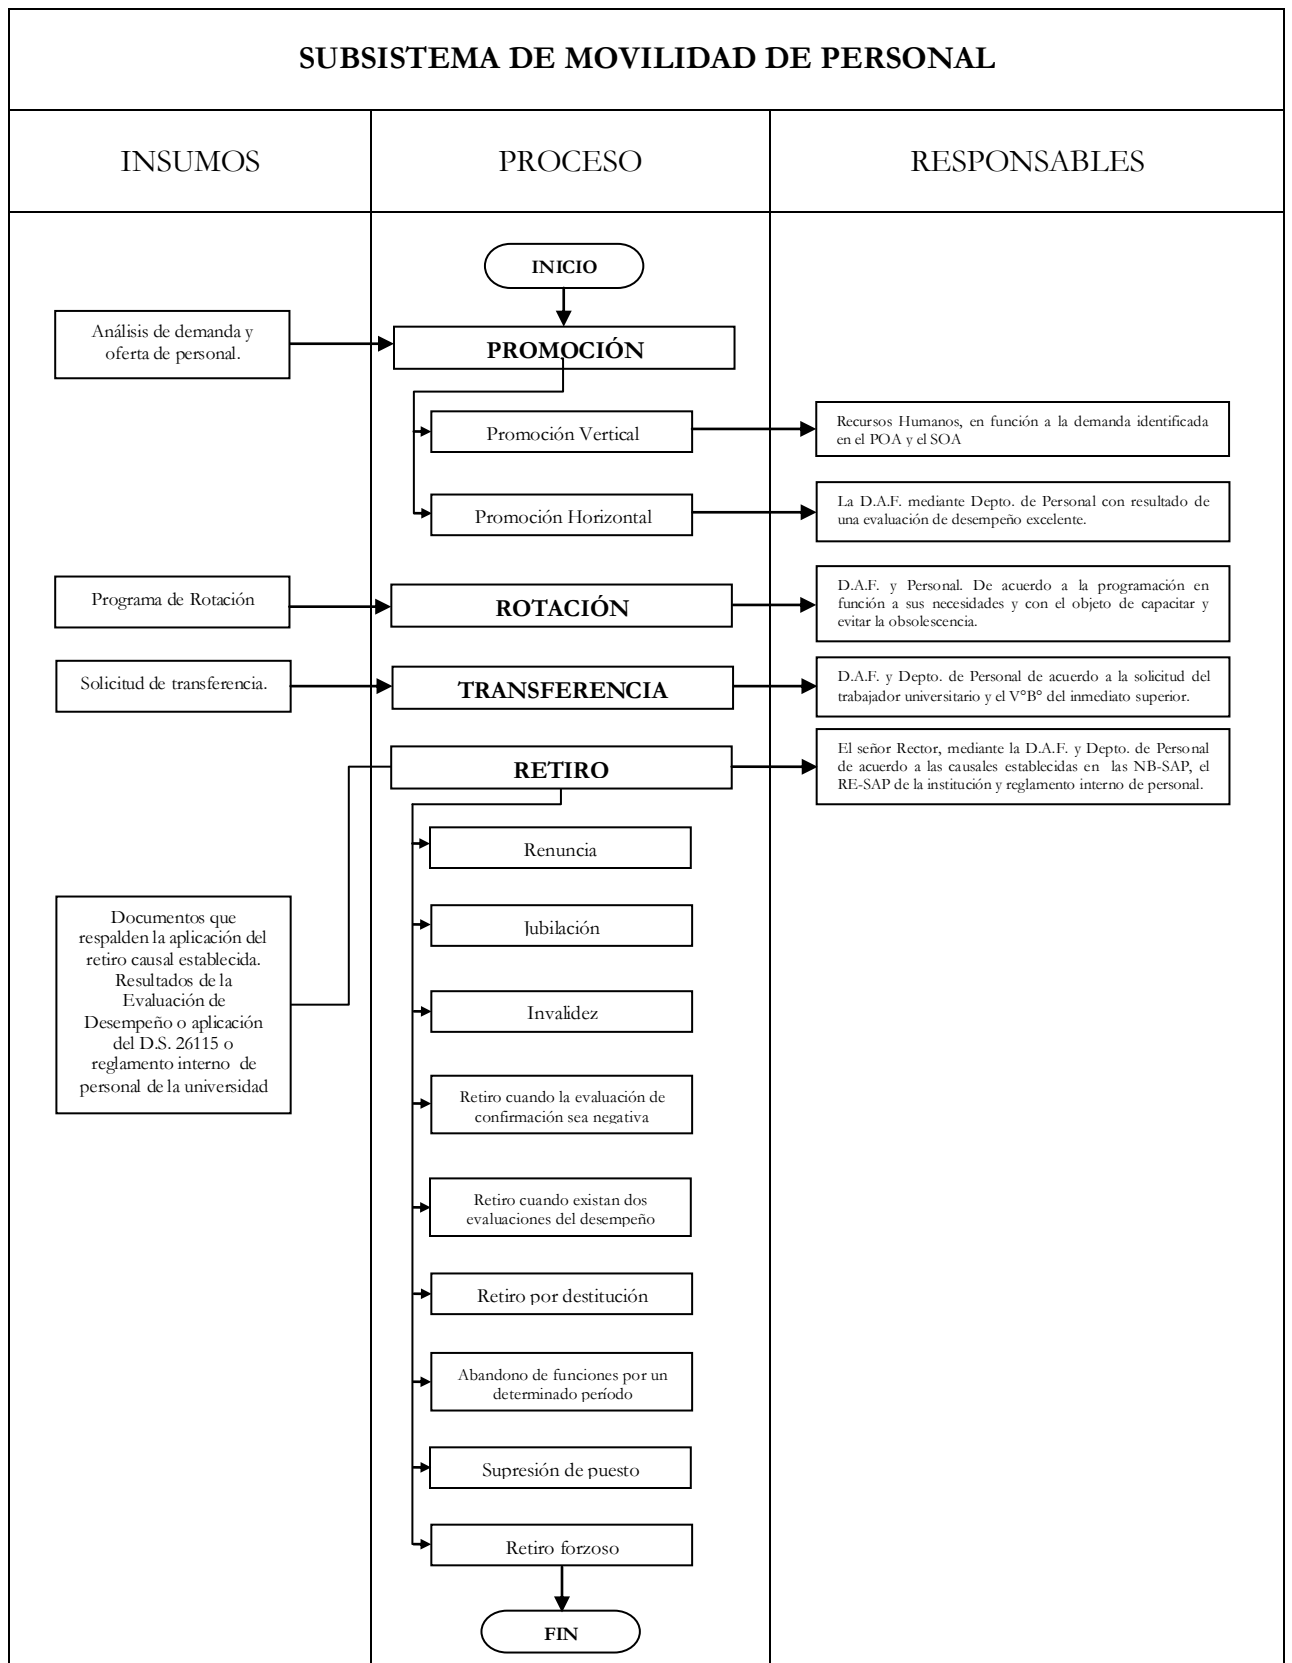 SUBSISTEMA DE MOVILIDAD DE PERSONAL
INSUMOS
PROCESO
RESPONSABLES
INICIO
Análisis de demanda y
oferta de personal.
PROMOCIÓN
Promoción Vertical
Recursos Humanos, en función a la demanda identificada
en el POA y el SOA
Promoción Horizontal
La D.A.F. mediante Depto. de Personal con resultado de
una evaluación de desempeño excelente.
Programa de Rotación
ROTACIÓN
D.A.F. y Personal. De acuerdo a la programación en
función a sus necesidades y con el objeto de capacitar y
evitar la obsolescencia.
Solicitud de transferencia.
TRANSFERENCIA
D.A.F. y Depto. de Personal de acuerdo a la solicitud del
trabajador universitario y el V°B° del inmediato superior.
RETIRO
El señor Rector, mediante la D.A.F. y Depto. de Personal
de acuerdo a las causales establecidas en las NB-SAP, el
RE-SAP de la institución y reglamento interno de personal.
Renuncia
Documentos que
respalden la aplicación del
retiro causal establecida.
Resultados de la
Evaluación de
Desempeño o aplicación
del D.S. 26115 o
reglamento interno de
personal de la universidad
Jubilación
Invalidez
Retiro cuando la evaluación de
confirmación sea negativa
Retiro cuando existan dos
evaluaciones del desempeño
Retiro por destitución
Abandono de funciones por un
determinado período
Supresión de puesto
Retiro forzoso
FIN